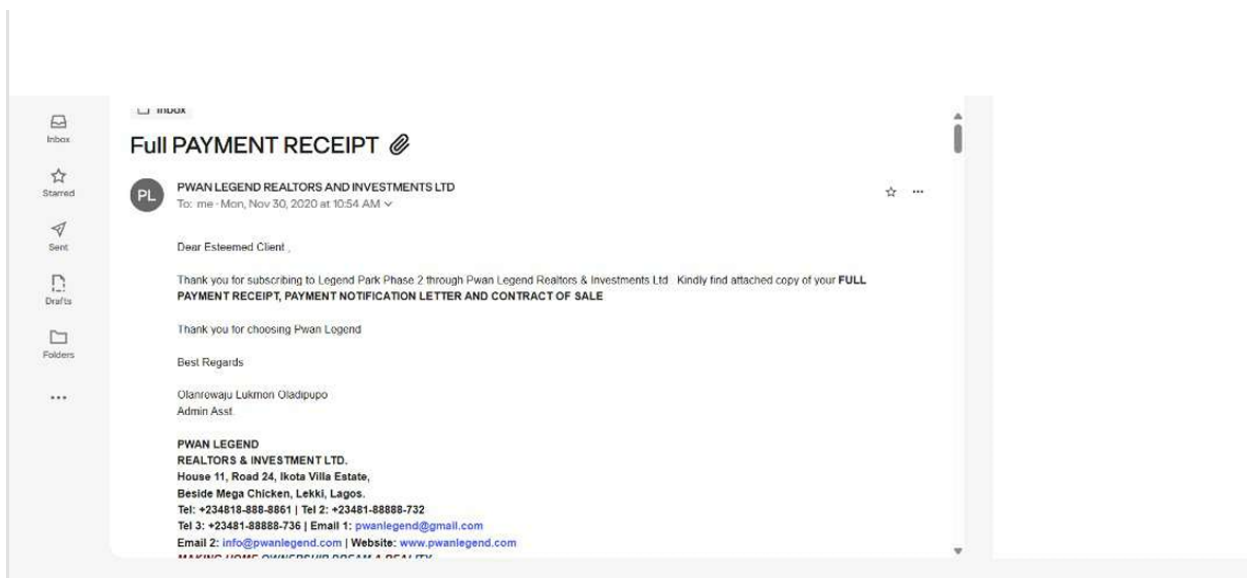 Inbox
Full PAYMENT RECEIPT
Inbox
Starred
Sent
Drafts
Folders
PL
PWAN LEGEND REALTORS AND INVESTMENTS LTD
To: me - Mon, Nov 30, 2020 at 10:54 AM
Dear Esteemed Client ,
Thank you for subscribing to Legend Park Phase 2 through Pwan Legend Realtors & Investments Ltd Kindly find attached copy of your FULL
PAYMENT RECEIPT, PAYMENT NOTIFICATION LETTER AND CONTRACT OF SALE
Thank you for choosing Pwan Legend
Best Regards
Olanrewaju Lukmon Oladipupo
Admin Asst.
PWAN LEGEND
REALTORS & INVESTMENT LTD.
House 11, Road 24, Ikota Villa Estate,
Beside Mega Chicken, Lekki, Lagos.
Tel: +234818-888-8861 | Tel 2: +23481-88888-732
Tel 3: +23481-88888-736 | Email 1: pwanlegend@gmail.com
Email 2: info@pwanlegend.com | Website: www.pwanlegend.com
MAKING HOME OWNERSHIP DREAM A REALITY